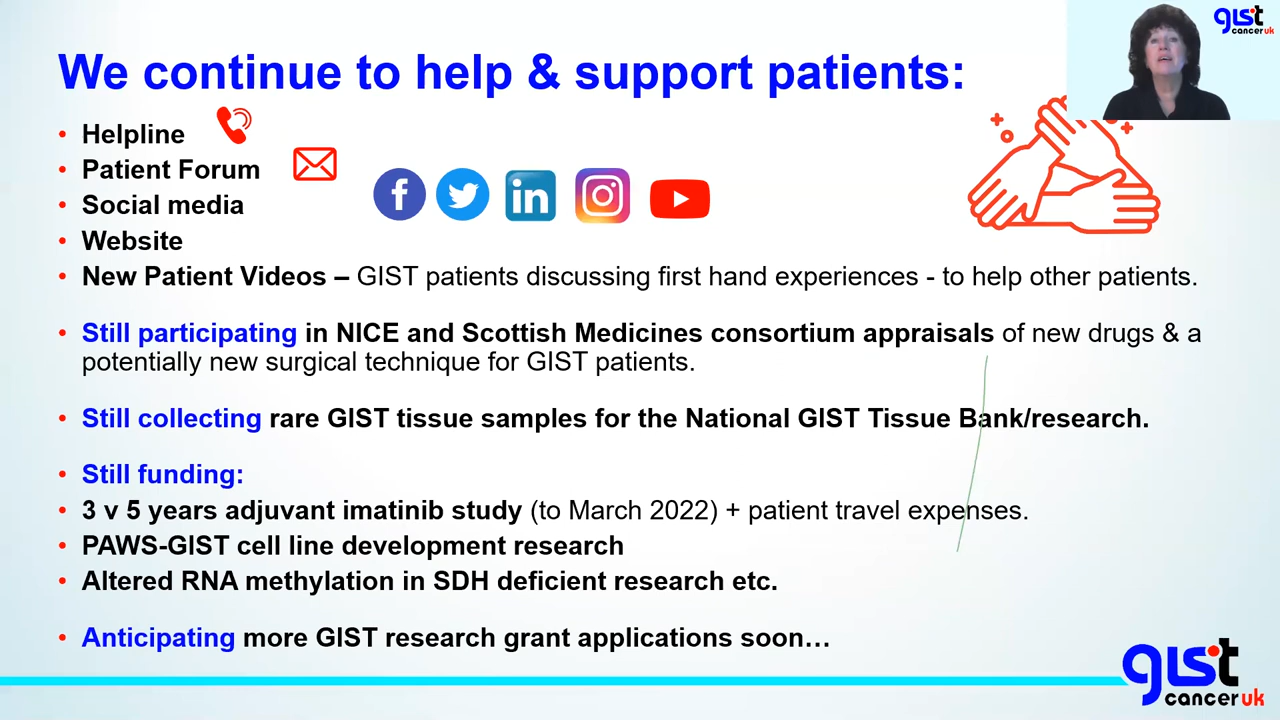 gist
cancer uk
We continue to help & support patients:
• Helpline
• Patient Forum
• Social media
• Website
• New Patient Videos – GIST patients discussing first hand experiences - to help other patients.
• Still participating in NICE and Scottish Medicines consortium appraisals of new drugs & a
potentially new surgical technique for GIST patients.
• Still collecting rare GIST tissue samples for the National GIST Tissue Bank/research.
• Still funding:
• 3 v 5 years adjuvant imatinib study (to March 2022) + patient travel expenses.
• PAWS-GIST cell line development research
• Altered RNA methylation in SDH deficient research etc.
• Anticipating more GIST research grant applications soon…
f
in
gist
cancer uk